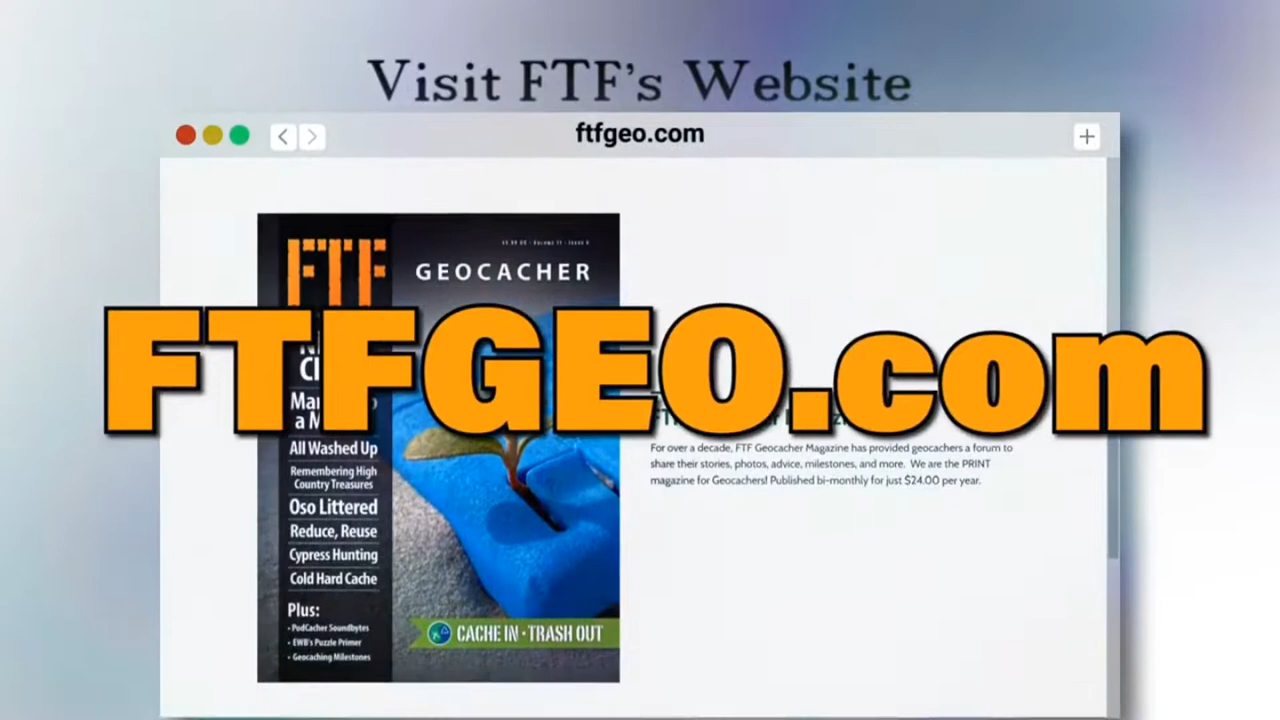 Visit FTF's Website
ftfgeo.com
FTF
GEOCACHER
FTFGEO.com
All Washed Up
Remembering High
Country Treasures
Oso Littered
Reduce, Reuse
Cypress Hunting
Cold Hard Cache
Plus:
• PodCacher Soundbytes
• EWB's Puzzle Primer
• Geocaching Milestones
CACHE IN • TRASH OUT
For over a decade, FTF Geocacher Magazine has provided geocachers a forum to
share their stories, photos, advice, milestones, and more. We are the PRINT
magazine for Geocachers! Published bi-monthly for just $24.00 per year.